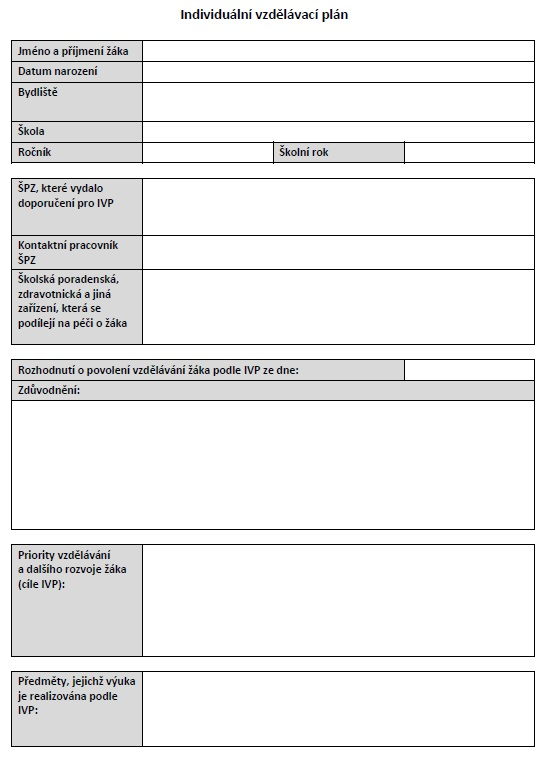 Individuální vzdělávací plán
Jméno a příjmení žáka
Datum narození
Bydliště
Škola
Ročník
Školní rok
ŠPZ, které vydalo
doporučení pro IVP
Kontaktní pracovník
ŠPZ
Školská poradenská,
zdravotnická a jiná
zařízení, která se
podílejí na péči o žáka
Rozhodnutí o povolení vzdělávání žáka podle IVP ze dne:
Zdůvodnění:
Priority vzdělávání
a dalšího rozvoje žáka
(cíle IVP):
Předměty, jejichž výuka
je realizována podle
IVP: